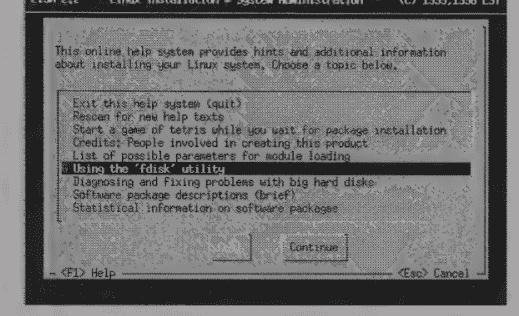 Linux Installation & System Administration (C) 1995,1996 LST
This online help system provides hints and additional information
about installing your Linux system. Choose a topic below.
Exit this help system (quit)
Rescan for new help texts
Start a game of tetris while you wait for package installation
Credits: People involved in creating this product
List of possible parameters for module loading
Using the 'fdisk' utility
Diagnosing and fixing problems with big hard disks
Software package descriptions (brief)
Statistical information on software packages
Continue
<F1> Help <Esc> Cancel